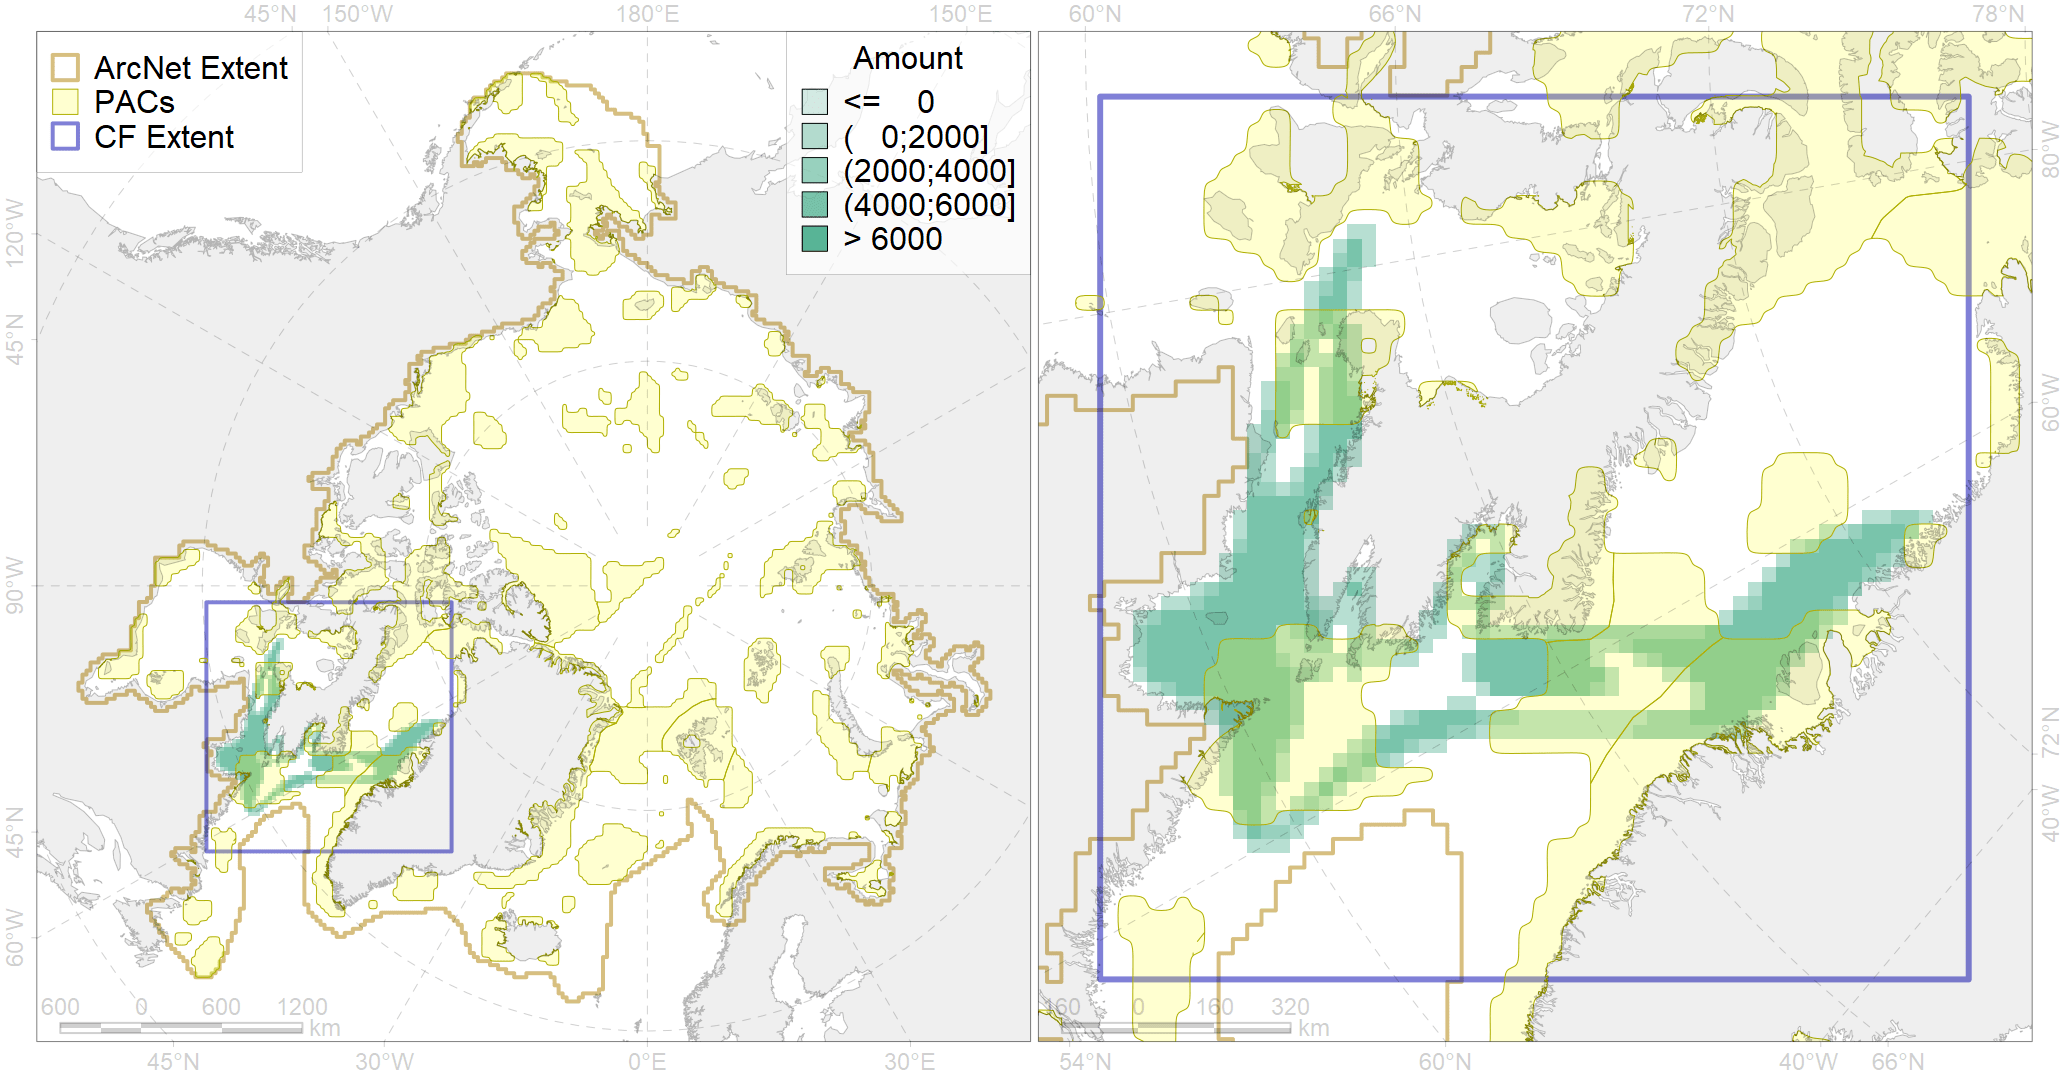 45°N 150°W 180°E 150°E 60°N 66°N 72°N 78°N
ArcNet Extent
PACs
CF Extent
Amount
<= 0
( 0;2000]
(2000;4000]
(4000;6000]
> 6000
120°W
45°N
90°W
45°N
60°W
80°W
60°W
72°N
40°W
600 0 600 1200
km
160 0 160 320
km
45°N 30°W 0°E 30°E 54°N 60°N 40°W 66°N